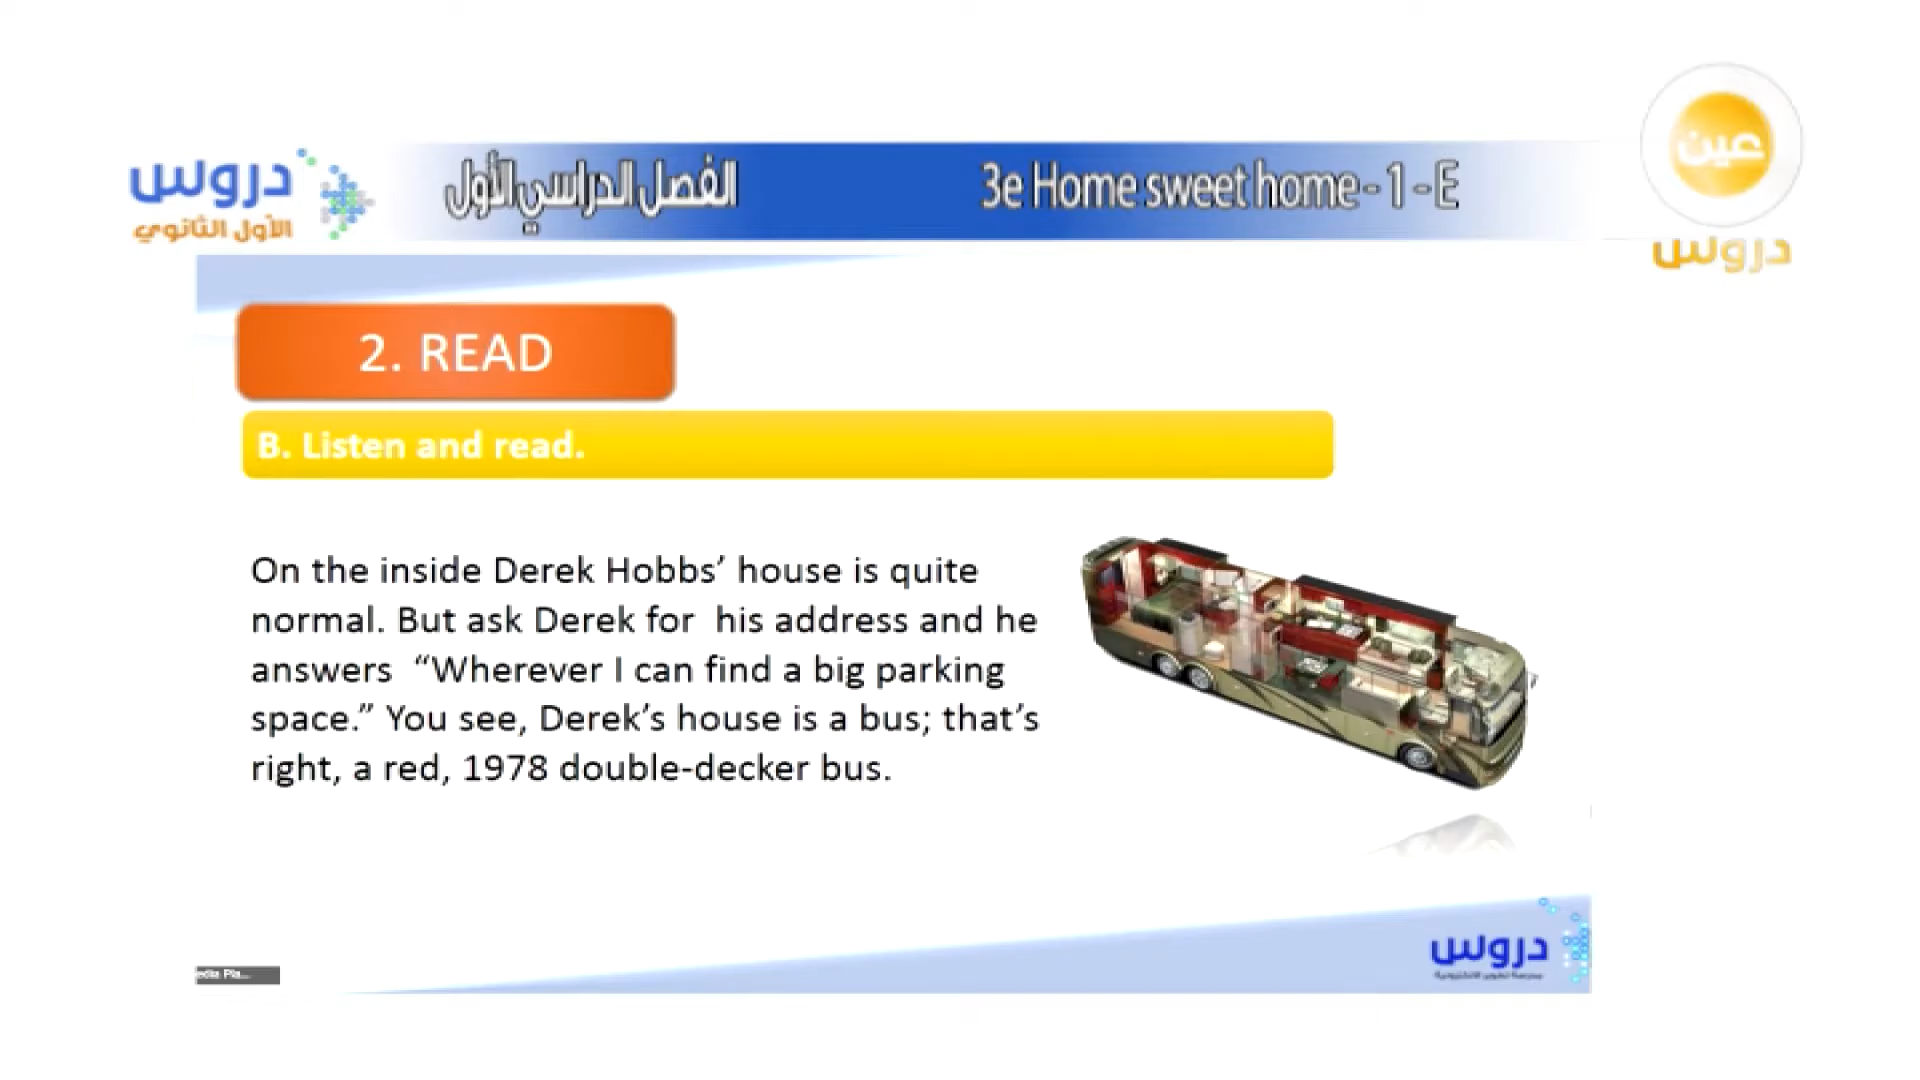 عين
دروس
دروس
الأول الثانوي
الفصل الدراسي الأول
3e Home sweet home - 1 - E
2. READ
B. Listen and read.
On the inside Derek Hobbs’ house is quite
normal. But ask Derek for his address and he
answers “Wherever I can find a big parking
space.” You see, Derek’s house is a bus; that’s
right, a red, 1978 double-decker bus.
دروس
edia Pla...